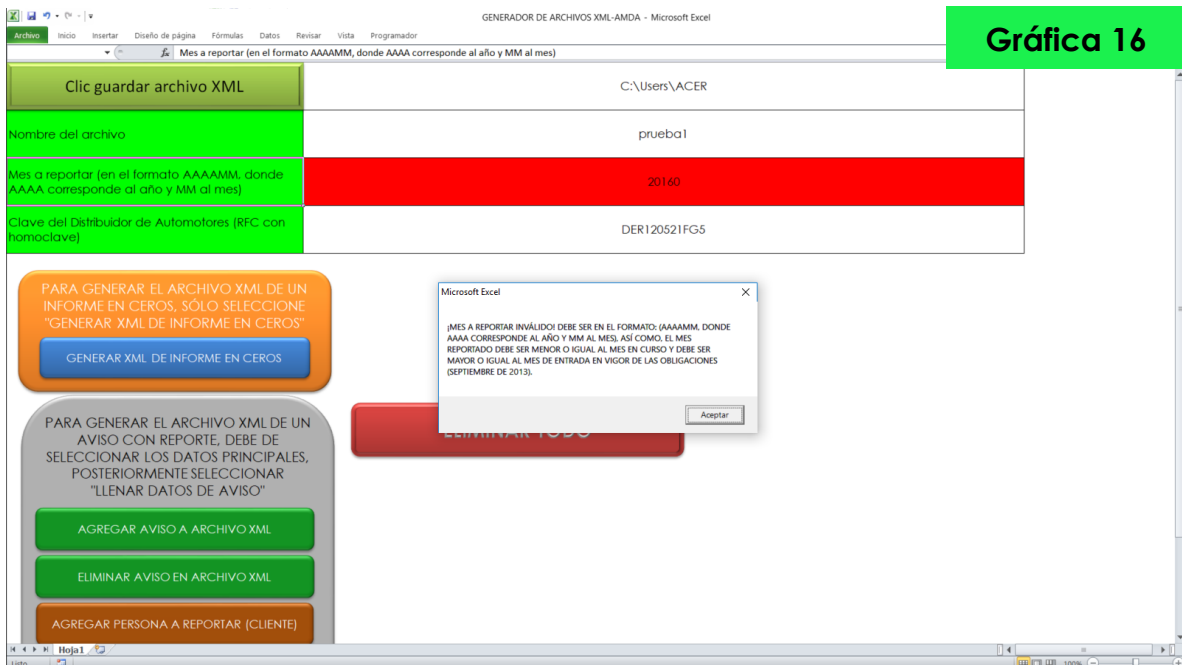 GENERADOR DE ARCHIVOS XML-AMDA - Microsoft Excel
Gráfica 16
Archivo Inicio Insertar Diseño de página Fórmulas Datos Revisar Vista Programador
fx Mes a reportar (en el formato AAAAMM, donde AAAA corresponde al año y MM al mes)
Clic guardar archivo XML
C:\Users\ACER
Nombre del archivo
prueba1
Mes a reportar (en el formato AAAAMM, donde
AAAA corresponde al año y MM al mes)
20160
Clave del Distribuidor de Automotores (RFC con
homoclave)
DER120521FG5
PARA GENERAR EL ARCHIVO XML DE UN
INFORME EN CEROS, SÓLO SELECCIONE
"GENERAR XML DE INFORME EN CEROS"
GENERAR XML DE INFORME EN CEROS
Microsoft Excel
¡MES A REPORTAR INVÁLIDO! DEBE SER EN EL FORMATO: (AAAAMM, DONDE
AAAA CORRESPONDE AL AÑO Y MM AL MES), ASÍ COMO, EL MES
REPORTADO DEBE SER MENOR O IGUAL AL MES EN CURSO Y DEBE SER
MAYOR O IGUAL AL MES DE ENTRADA EN VIGOR DE LAS OBLIGACIONES
(SEPTIEMBRE DE 2013).
Aceptar
ELIMINAR TODO
PARA GENERAR EL ARCHIVO XML DE UN
AVISO CON REPORTE, DEBE DE
SELECCIONAR LOS DATOS PRINCIPALES,
POSTERIORMENTE SELECCIONAR
"LLENAR DATOS DE AVISO"
AGREGAR AVISO A ARCHIVO XML
ELIMINAR AVISO EN ARCHIVO XML
AGREGAR PERSONA A REPORTAR (CLIENTE)
Hoja1
Listo
100%